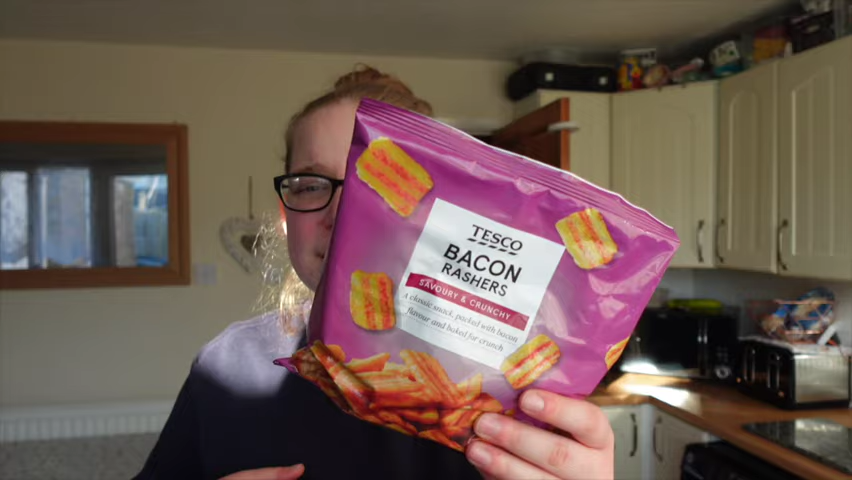 TESCO
BACON
RASHERS
SAVOURY & CRUNCHY
A classic snack, packed with bacon
flavour and baked for crunch